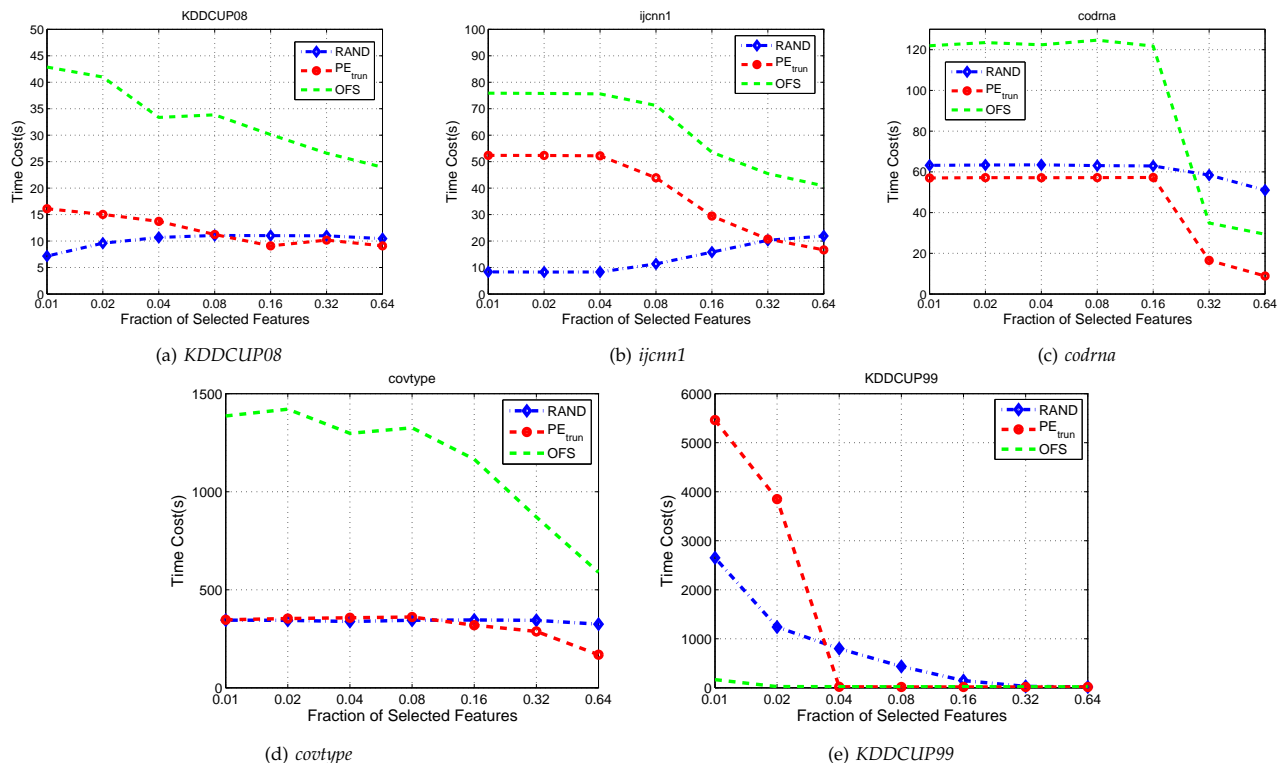 KDDCUP08
50
45
40
35
30
25
20
15
10
5
0
Time Cost(s)
RAND
PEtrun
OFS
0.01 0.02 0.04 0.08 0.16 0.32 0.64
Fraction of Selected Features
(a) KDDCUP08
ijcnn1
100
90
80
70
60
50
40
30
20
10
0
Time Cost(s)
RAND
PEtrun
OFS
0.01 0.02 0.04 0.08 0.16 0.32 0.64
Fraction of Selected Features
(b) ijcnn1
codrna
120
100
80
60
40
20
0
Time Cost(s)
RAND
PEtrun
OFS
0.01 0.02 0.04 0.08 0.16 0.32 0.64
Fraction of Selected Features
(c) codrna
covtype
1500
1000
500
0
Time Cost(s)
RAND
PEtrun
OFS
0.01 0.02 0.04 0.08 0.16 0.32 0.64
Fraction of Selected Features
(d) covtype
KDDCUP99
6000
5000
4000
3000
2000
1000
0
Time Cost(s)
RAND
PEtrun
OFS
0.01 0.02 0.04 0.08 0.16 0.32 0.64
Fraction of Selected Features
(e) KDDCUP99